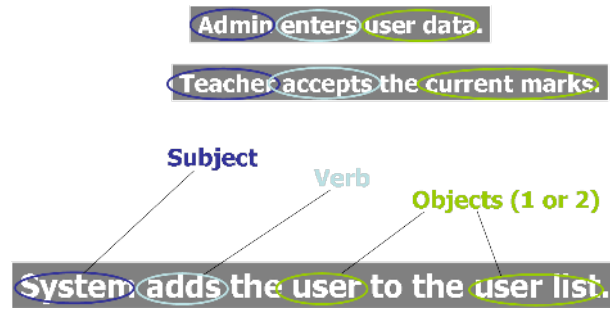 Admin enters user data.
Teacher accepts the current marks.
Subject
Verb
Objects (1 or 2)
System adds the user to the user list.